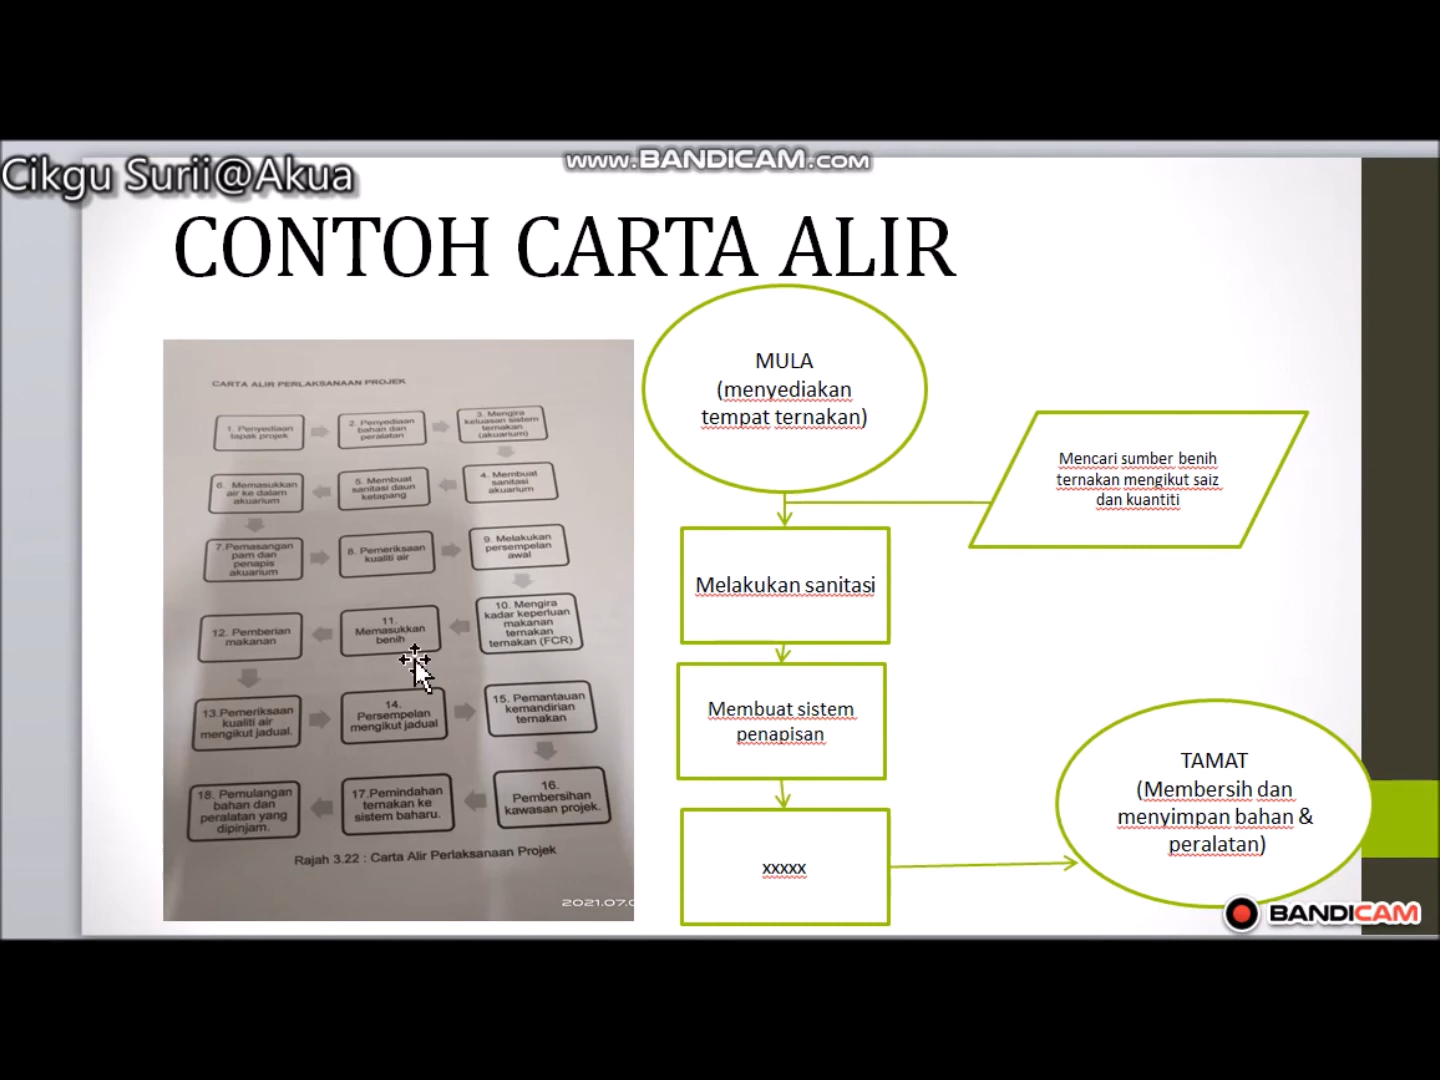 www.BANDICAM.com
Cikgu Surii@Akua
CONTOH CARTA ALIR
CARTA ALIR PERLAKSANAAN PROJEK
1. Penyediaan
tapak projek
2. Penyediaan
bahan dan
peralatan
3. Mengira
keluasan sistem
ternakan
(akuarium)
4. Membuat
sanitasi
akuarium
5. Membuat
sanitasi daun
ketapang
6. Memasukkan
air ke dalam
akuarium
7.Pemasangan
pam dan
penapis
akuarium
8. Pemeriksaan
kualiti air
9. Melakukan
persempelan
awal
10. Mengira
kadar keperluan
makanan
ternakan
ternakan (FCR)
11.
Memasukkan
benih
12. Pemberian
makanan
13.Pemeriksaan
kualiti air
mengikut jadual.
14.
Persempelan
mengikut jadual
15. Pemantauan
kemandirian
ternakan
16.
Pembersihan
kawasan projek.
17.Pemindahan
ternakan ke
sistem baharu.
18. Pemulangan
bahan dan
peralatan yang
dipinjam.
Rajah 3.22 : Carta Alir Perlaksanaan Projek
2021.07.0
MULA
(menyediakan
tempat ternakan)
Mencari sumber benih
ternakan mengikut saiz
dan kuantiti
Melakukan sanitasi
Membuat sistem
penapisan
xxxxx
TAMAT
(Membersih dan
menyimpan bahan &
peralatan)
BANDICAM